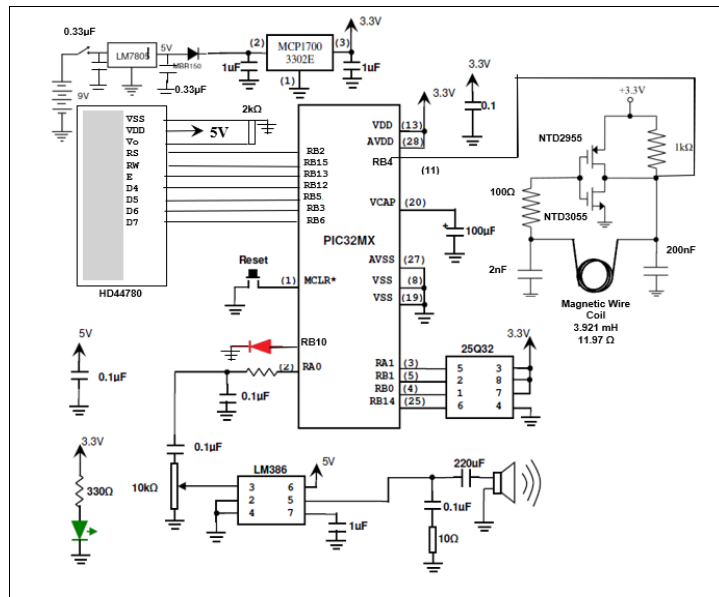 0.33µF
LM7805
5V
MBR150
9V
0.33µF
(2)
MCP1700
3302E
(3)
(1)
1uF
1uF
3.3V
3.3V
0.1
3.3V
+3.3V
NTD2955
1kΩ
100Ω
NTD3055
2nF
200nF
Magnetic Wire
Coil
3.921 mH
11.97 Ω
VSS
VDD
Vo
RS
RW
E
D4
D5
D6
D7
HD44780
5V
2kΩ
RB2
RB15
RB13
RB12
RB5
RB3
RB6
PIC32MX
VDD (13)
AVDD (28)
RB4
(11)
VCAP (20)
100µF
AVSS (27)
VSS (8)
VSS (19)
Reset
(1) MCLR*
RB10
(2) RA0
0.1µF
RA1 (3)
RB1 (5)
RB0 (4)
RB14 (25)
25Q32
5 3
2 8
1 7
6 4
3.3V
5V
0.1µF
3.3V
330Ω
0.1µF
10kΩ
LM386
3 6
2 5
4 7
5V
1uF
220uF
0.1µF
10Ω